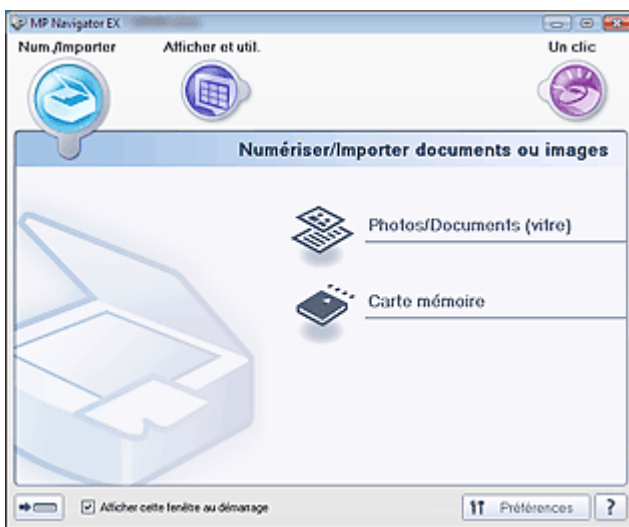 MP Navigator EX
Num./Importer
Afficher et util.
Un clic
Numériser/Importer documents ou images
Photos/Documents (vitre)
Carte mémoire
Afficher cette fenêtre au démarrage
Préférences
?